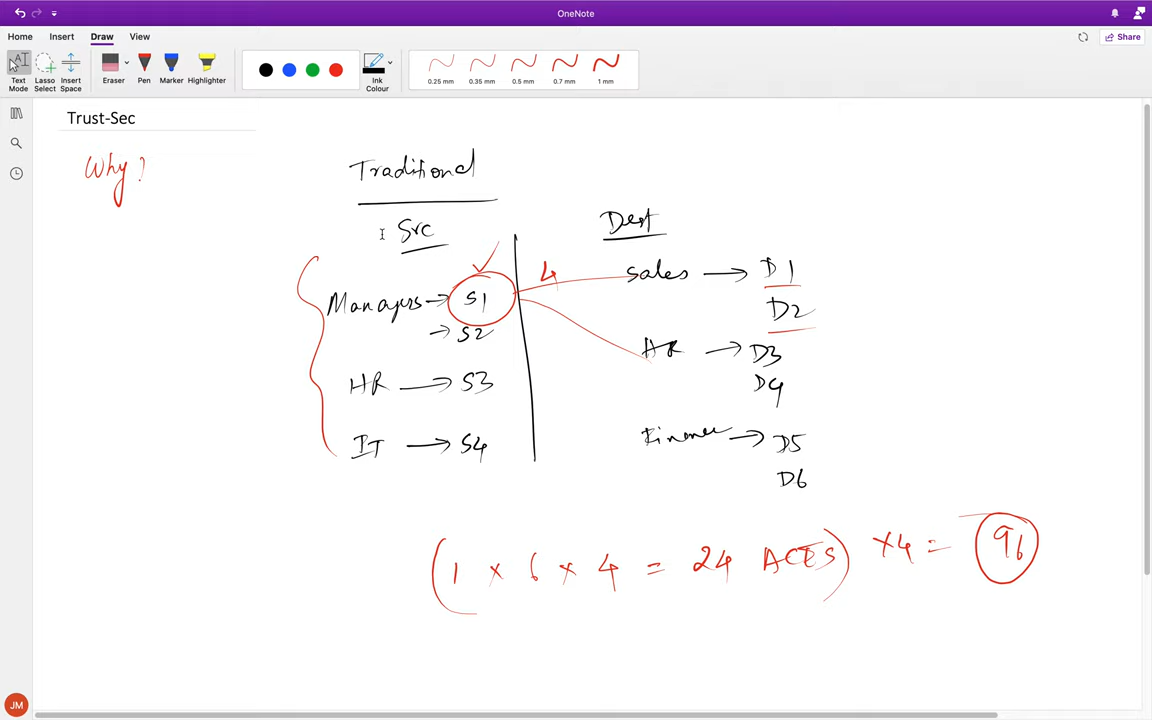 OneNote
Home Insert Draw View
Share
Text Mode
Lasso Select
Insert Space
Eraser
Pen
Marker
Highlighter
Ink Colour
0.25 mm
0.35 mm
0.5 mm
0.7 mm
1 mm
Trust-Sec
Why?
Traditional
Src
Dest
4
Sales → D1
D2
Managers → S1
→ S2
HR → D3
D4
HR → S3
IT → S4
Finance → D5
D6
(1 × 6 × 4 = 24 ACES) ×4 = 96
JM